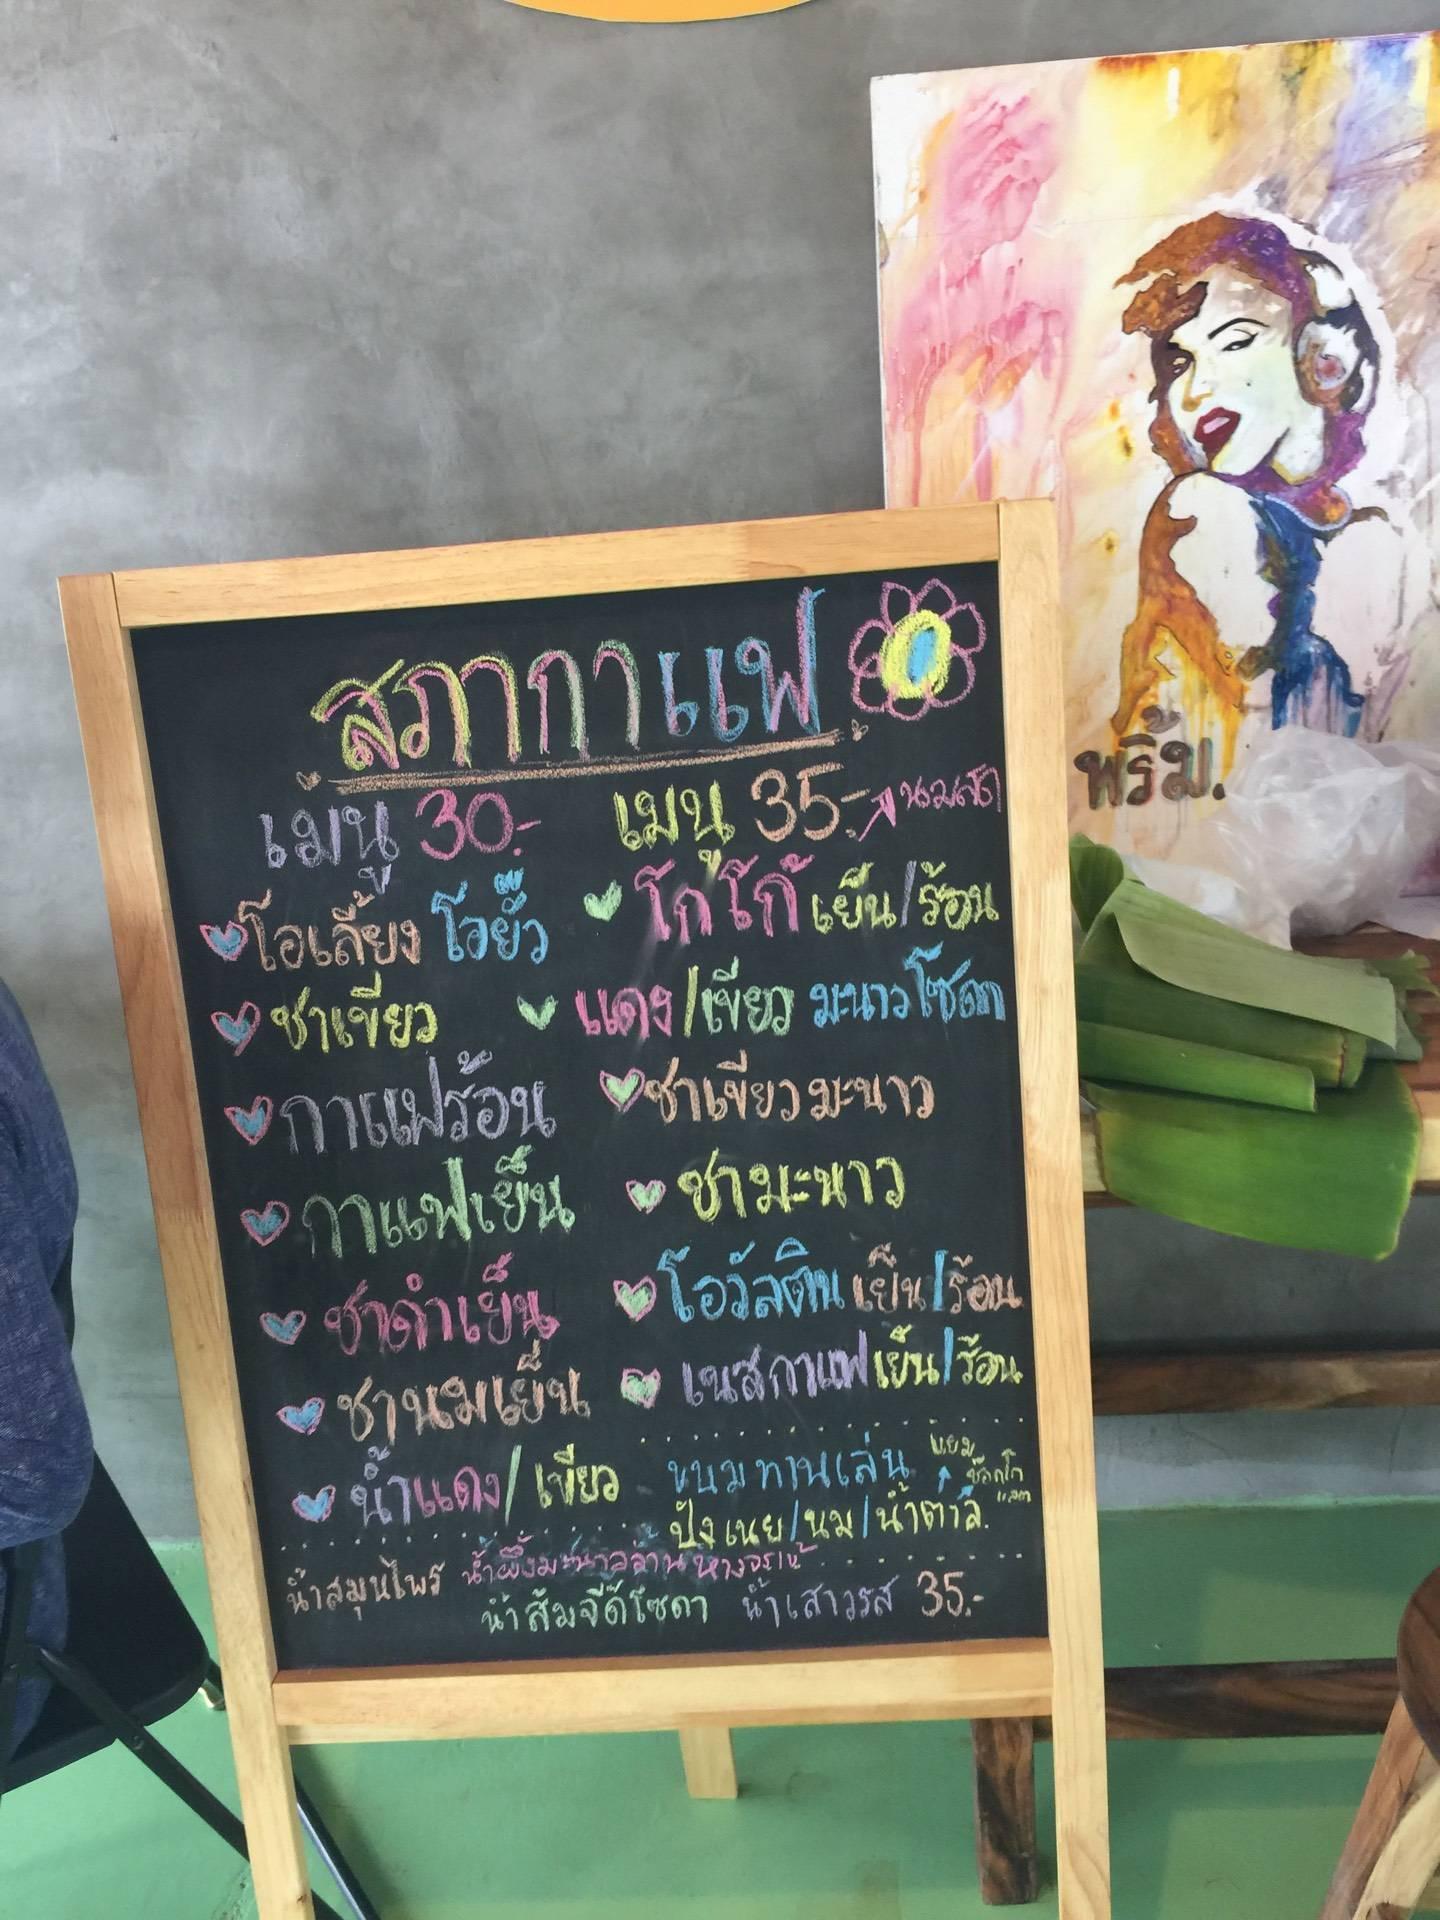 สภากาแฟ
เมนู 30.-
โอเลี้ยง โอยั๊วะ
ชาเขียว
กาแฟร้อน
กาแฟเย็น
ชาดำเย็น
ชานมเย็น
น้ำแดง/เขียว
เมนู 35.- นมสด
โกโก้ เย็น/ร้อน
แดง/เขียว มะนาวโซดา
ชาเขียวมะนาว
ชามะนาว
โอวัลติน เย็น/ร้อน
เนสกาแฟ เย็น/ร้อน
ขนมทานเล่น
แยม
ปัง เนย/นม/น้ำตาล
น้ำสมุนไพร น้ำผึ้งมะนาวว่านหางจระเข้
น้ำส้มจี๊ดโซดา น้ำเสาวรส 35.-
พริ้ม.